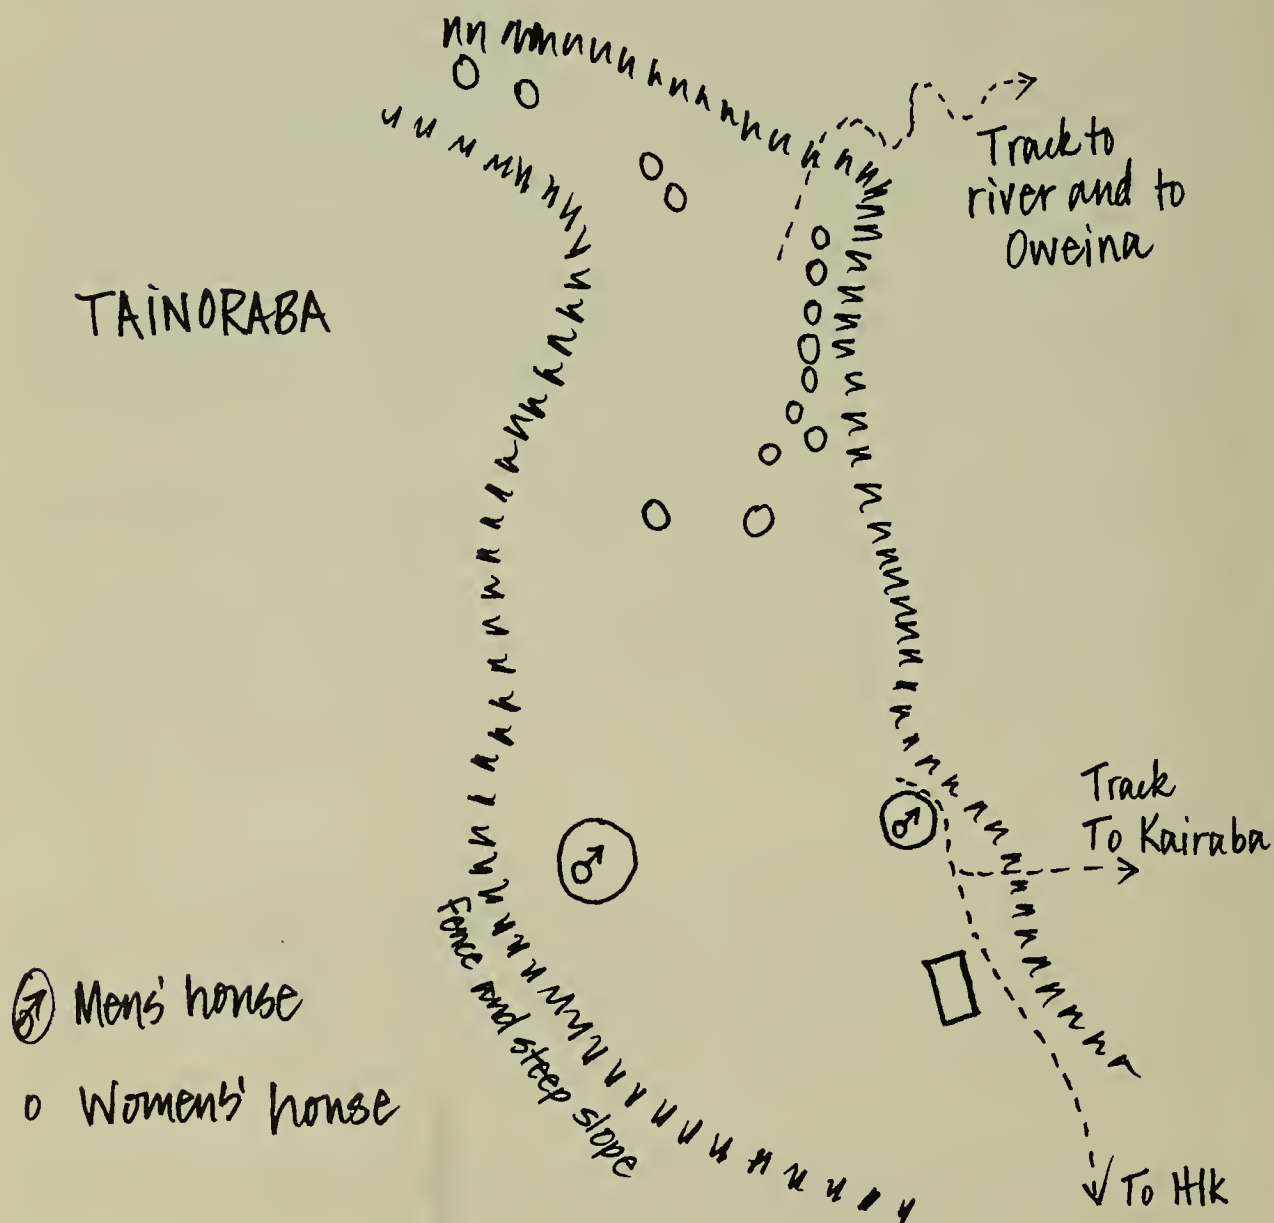 Track to
river and to
Oweina
TAINORABA
Track
To Kairaba
Fence and steep slope
Mens' house
Womens' house
To HIk